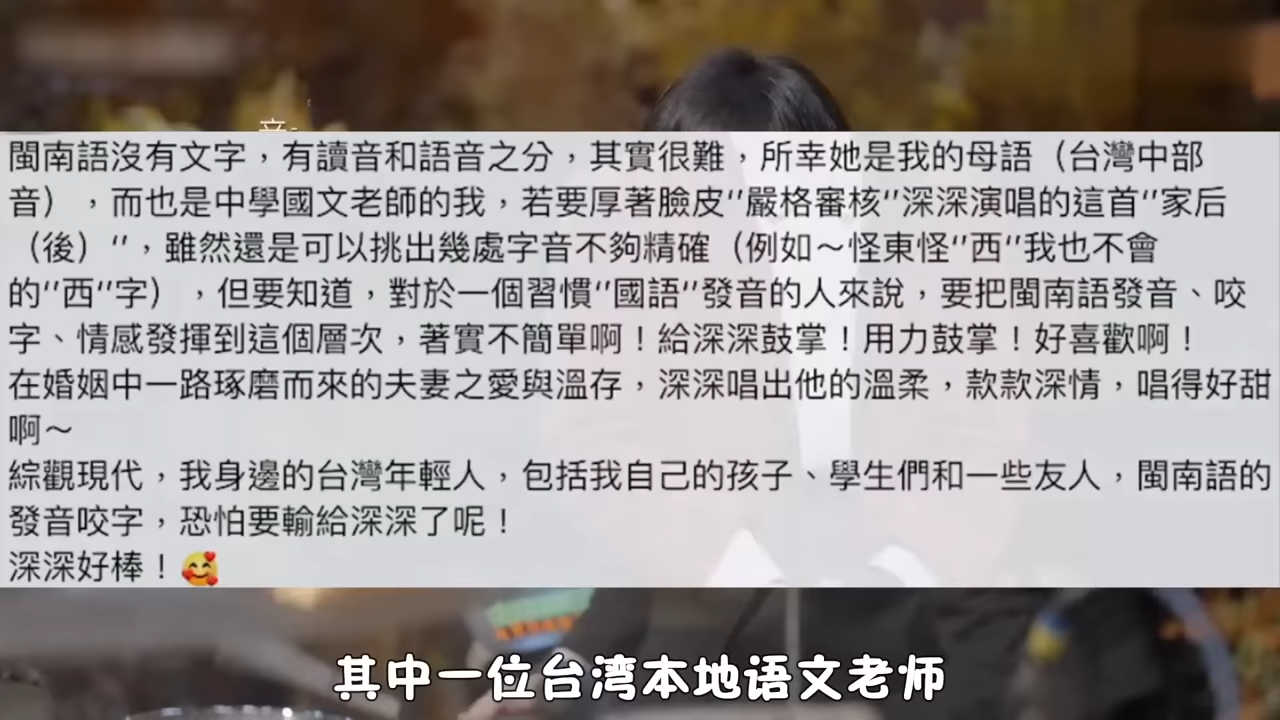 閩南語沒有文字，有讀音和語音之分，其實很難，所幸她是我的母語（台灣中部
音），而也是中學國文老師的我，若要厚著臉皮“嚴格審核“深深演唱的這首“家后
（後）“，雖然還是可以挑出幾處字音不夠精確（例如～怪東怪“西“我也不會
的“西“字），但要知道，對於一個習慣“國語“發音的人來說，要把閩南語發音、咬
字、情感發揮到這個層次，著實不簡單啊！給深深鼓掌！用力鼓掌！好喜歡啊！
在婚姻中一路琢磨而來的夫妻之愛與溫存，深深唱出他的溫柔，款款深情，唱得好甜
啊～
綜觀現代，我身邊的台灣年輕人，包括我自己的孩子、學生們和一些友人，閩南語的
發音咬字，恐怕要輸給深深了呢！
深深好棒！🥰
其中一位台湾本地语文老师